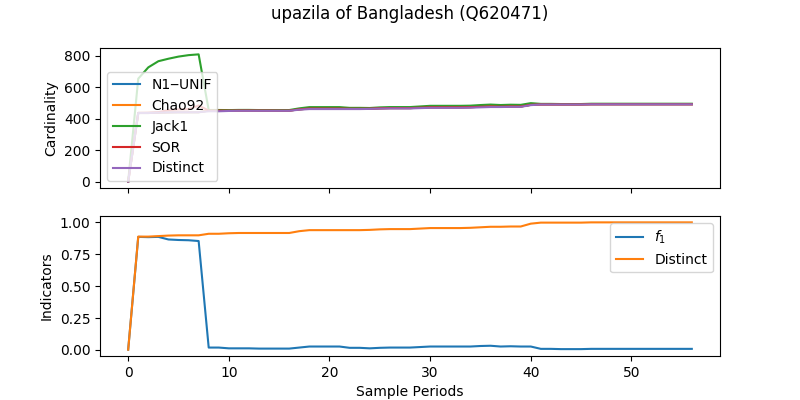 upazila of Bangladesh (Q620471)
Cardinality
800
600
400
200
0
N1−UNIF
Chao92
Jack1
SOR
Distinct
Indicators
1.00
0.75
0.50
0.25
0.00
f₁
Distinct
0 10 20 30 40 50
Sample Periods